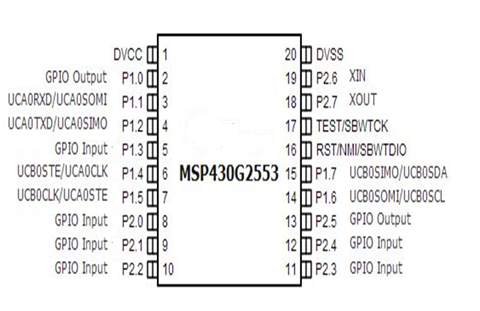 DVCC 1 20 DVSS
GPIO Output P1.0 2 19 P2.6 XIN
UCA0RXD/UCA0SOMI P1.1 3 18 P2.7 XOUT
UCA0TXD/UCA0SIMO P1.2 4 17 TEST/SBWTCK
GPIO Input P1.3 5 16 RST/NMI/SBWTDIO
UCB0STE/UCA0CLK P1.4 6 MSP430G2553 15 P1.7 UCB0SIMO/UCB0SDA
UCB0CLK/UCA0STE P1.5 7 14 P1.6 UCB0SOMI/UCB0SCL
GPIO Input P2.0 8 13 P2.5 GPIO Output
GPIO Input P2.1 9 12 P2.4 GPIO Input
GPIO Input P2.2 10 11 P2.3 GPIO Input